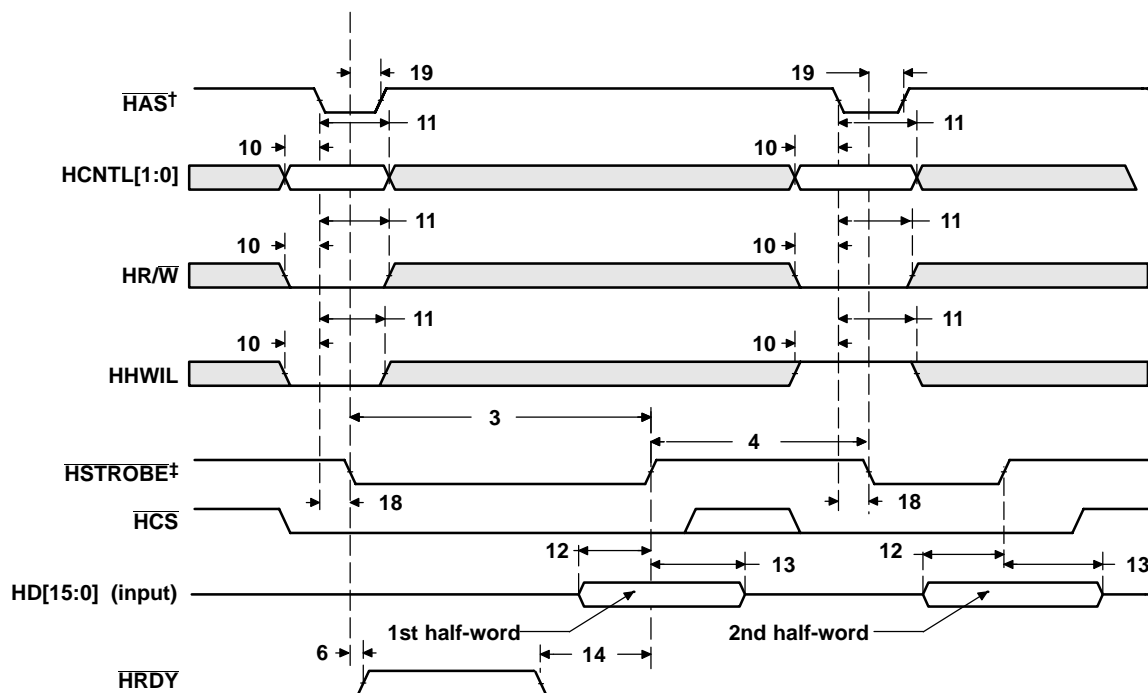 19 19
HAS†
11 11
10 10
HCNTL[1:0]
11 11
10 10
HR/W
11 11
10 10
HHWIL
3
4
HSTROBE‡
18 18
HCS
12 12
13 13
HD[15:0] (input)
1st half-word 2nd half-word
6 14
HRDY